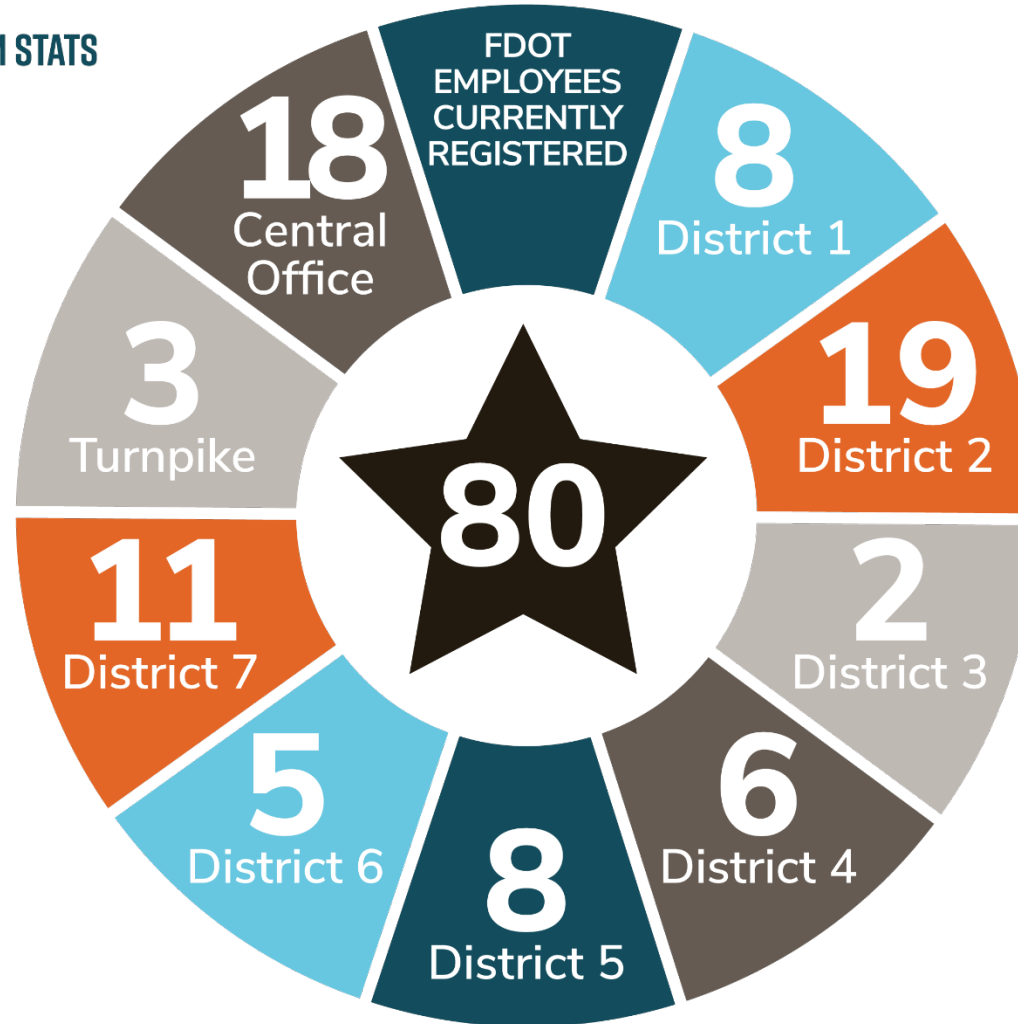 STATS
FDOT
EMPLOYEES
CURRENTLY
REGISTERED
8
District 1
19
District 2
2
District 3
6
District 4
8
District 5
5
District 6
11
District 7
3
Turnpike
18
Central
Office
80